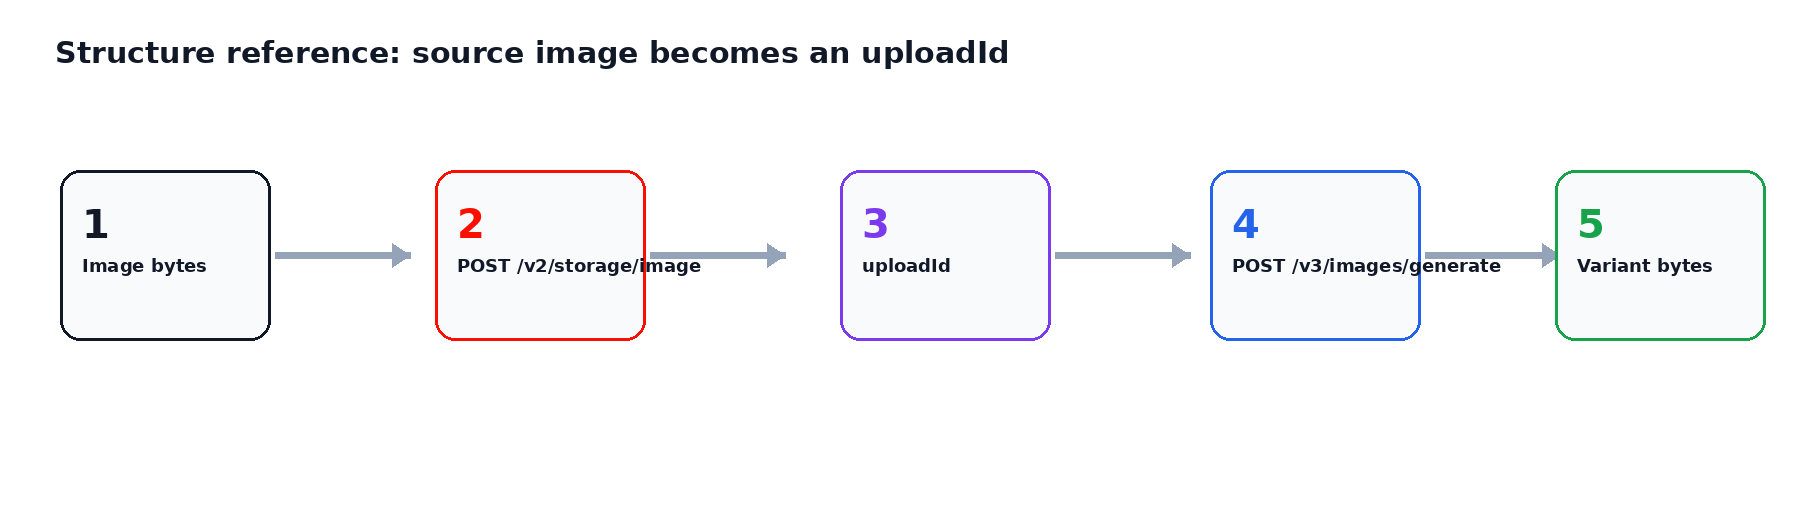 Structure reference: source image becomes an uploadId
1
Image bytes
2
POST /v2/storage/image
3
uploadId
4
POST /v3/images/generate
5
Variant bytes